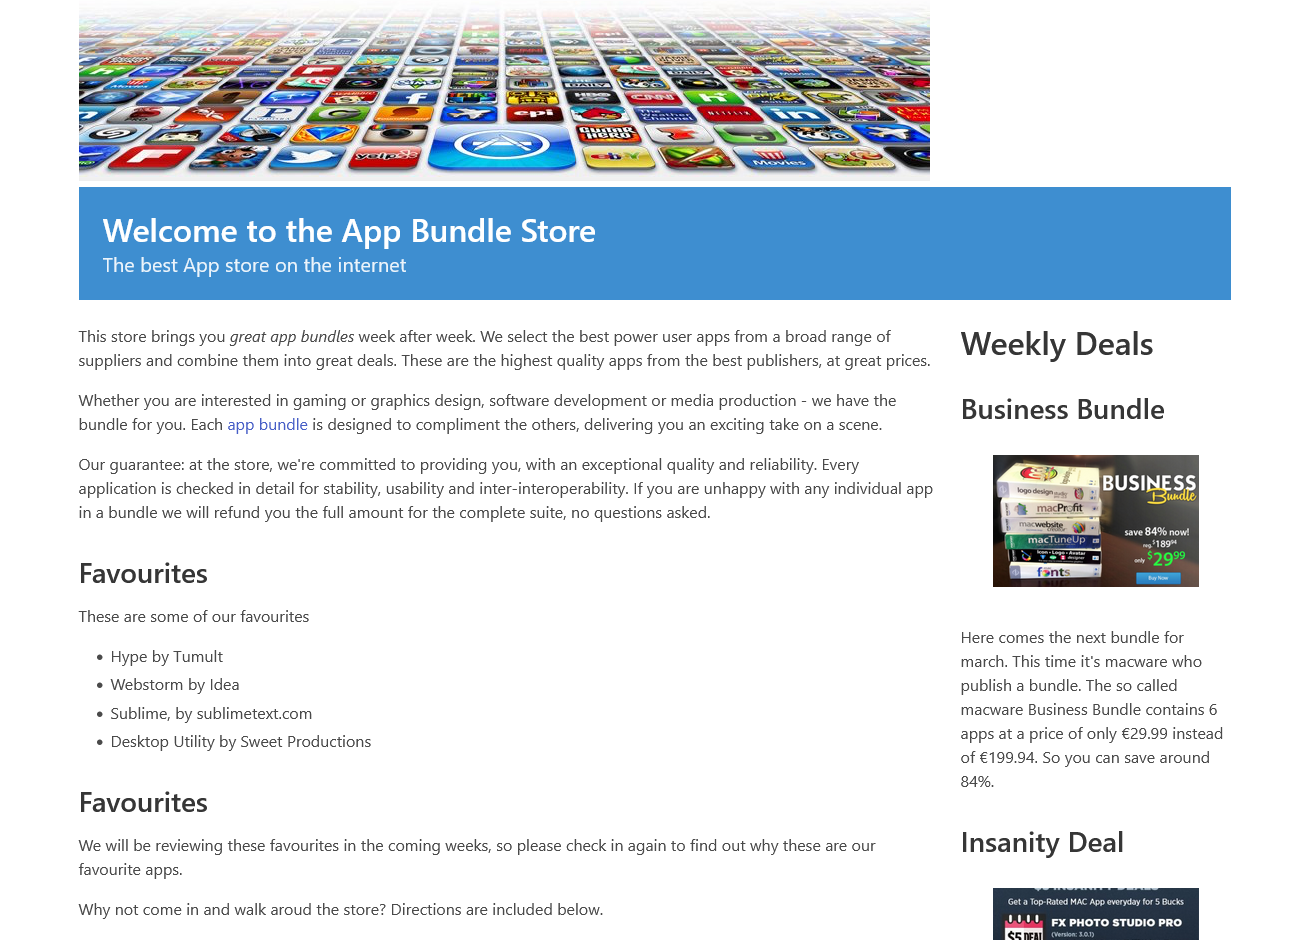 epi
CNN
NETFLIX
The
Weather
Channel
GUITAR
HERO
yelp
ebY
Movies
Welcome to the App Bundle Store
The best App store on the internet
This store brings you great app bundles week after week. We select the best power user apps from a broad range of
suppliers and combine them into great deals. These are the highest quality apps from the best publishers, at great prices.
Whether you are interested in gaming or graphics design, software development or media production - we have the
bundle for you. Each app bundle is designed to compliment the others, delivering you an exciting take on a scene.
Our guarantee: at the store, we're committed to providing you, with an exceptional quality and reliability. Every
application is checked in detail for stability, usability and inter-interoperability. If you are unhappy with any individual app
in a bundle we will refund you the full amount for the complete suite, no questions asked.
Favourites
These are some of our favourites
• Hype by Tumult
• Webstorm by Idea
• Sublime, by sublimetext.com
• Desktop Utility by Sweet Productions
Favourites
We will be reviewing these favourites in the coming weeks, so please check in again to find out why these are our
favourite apps.
Why not come in and walk aroud the store? Directions are included below.
Weekly Deals
Business Bundle
logo design studio
macProfit
macwebsite creator
macTuneUp
Icon • Logo • Avatar designer
fonts
BUSINESS
Bundle
save 84% now!
reg. $189.94
only $29.99
Buy Now
Here comes the next bundle for
march. This time it's macware who
publish a bundle. The so called
macware Business Bundle contains 6
apps at a price of only €29.99 instead
of €199.94. So you can save around
84%.
Insanity Deal
$5 INSANITY DEALS
Get a Top-Rated MAC App everyday for 5 Bucks
FX PHOTO STUDIO PRO
(Version: 3.0.1)
$5 DEAL